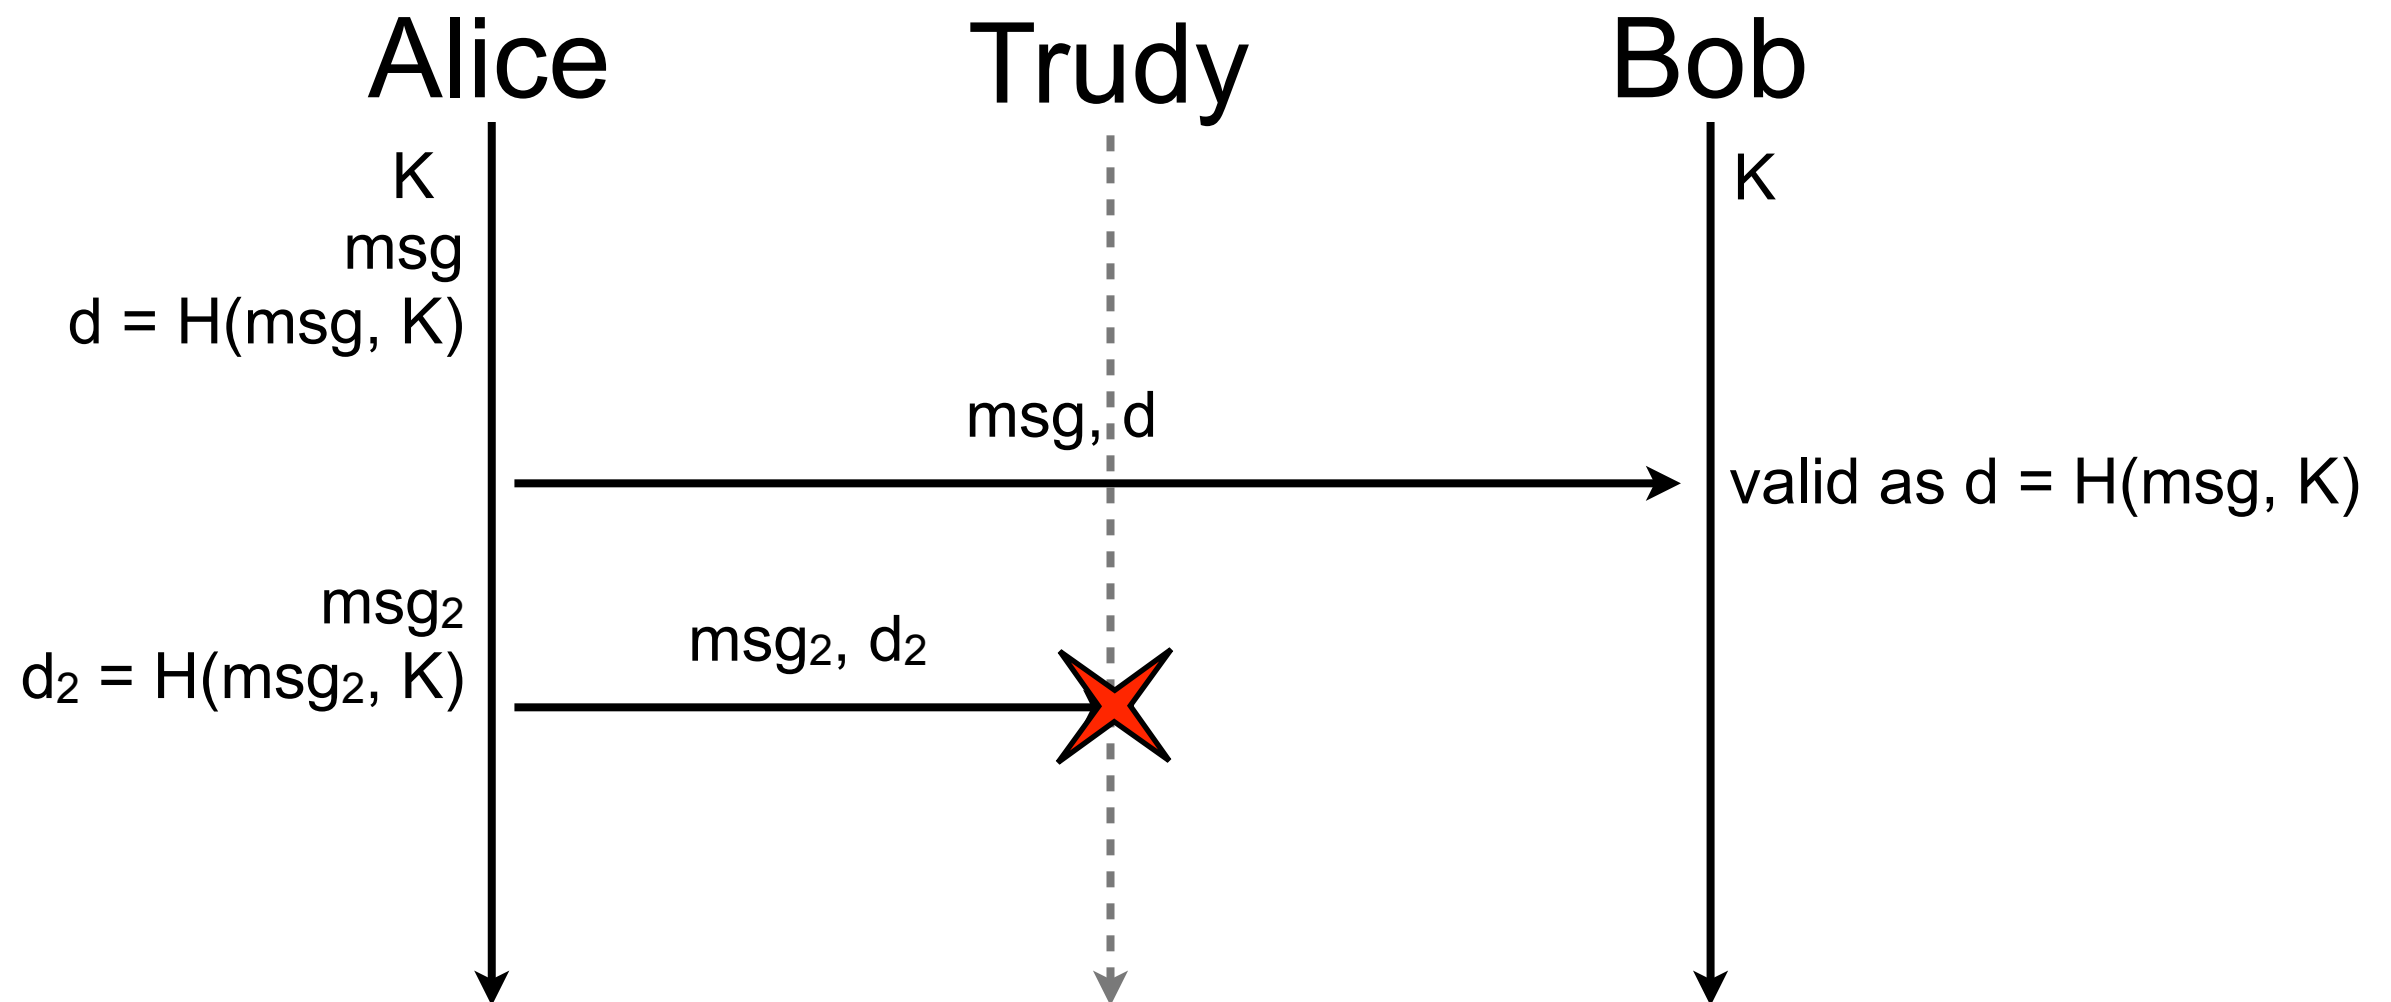 Alice Trudy Bob
K K
msg
d = H(msg, K)
msg, d
valid as d = H(msg, K)
msg₂
msg₂, d₂
d₂ = H(msg₂, K)